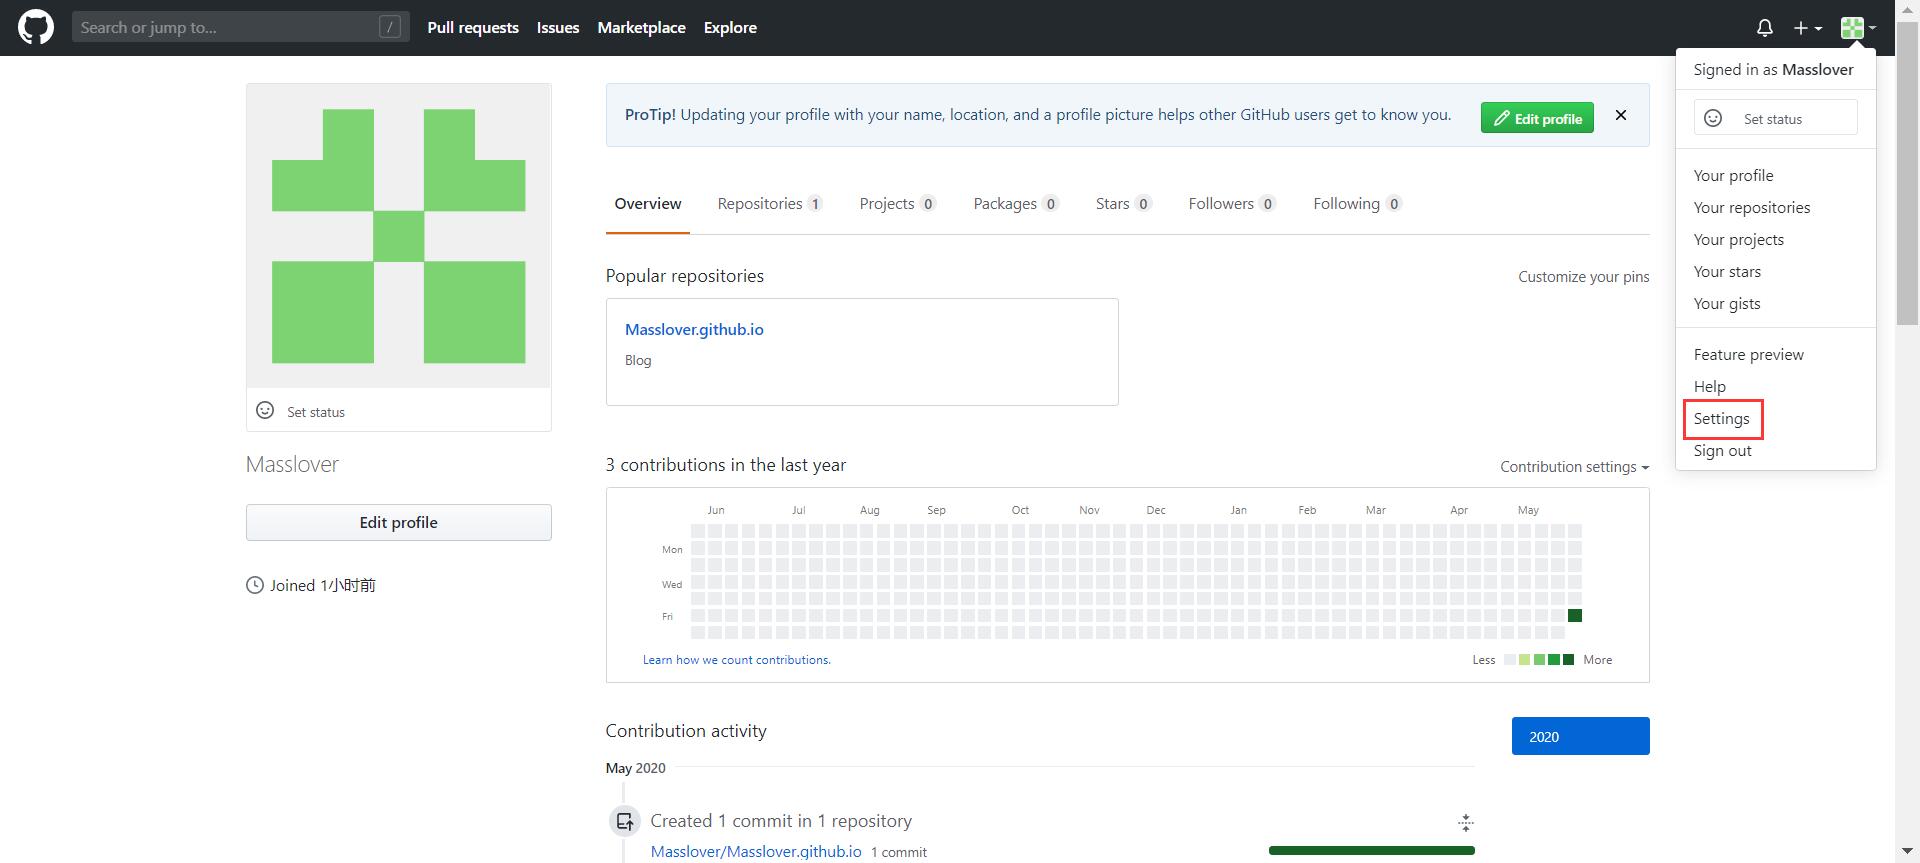 Search or jump to... /
Pull requests Issues Marketplace Explore
Signed in as Masslover
Set status
Your profile
Your repositories
Your projects
Your stars
Your gists
Feature preview
Help
Settings
Sign out
ProTip! Updating your profile with your name, location, and a profile picture helps other GitHub users get to know you.
Edit profile
Overview Repositories 1 Projects 0 Packages 0 Stars 0 Followers 0 Following 0
Set status
Masslover
Edit profile
Joined 1小时前
Popular repositories
Customize your pins
Masslover.github.io
Blog
3 contributions in the last year
Contribution settings
Jun Jul Aug Sep Oct Nov Dec Jan Feb Mar Apr May
Mon
Wed
Fri
Learn how we count contributions.
Less More
Contribution activity
2020
May 2020
Created 1 commit in 1 repository
Masslover/Masslover.github.io 1 commit